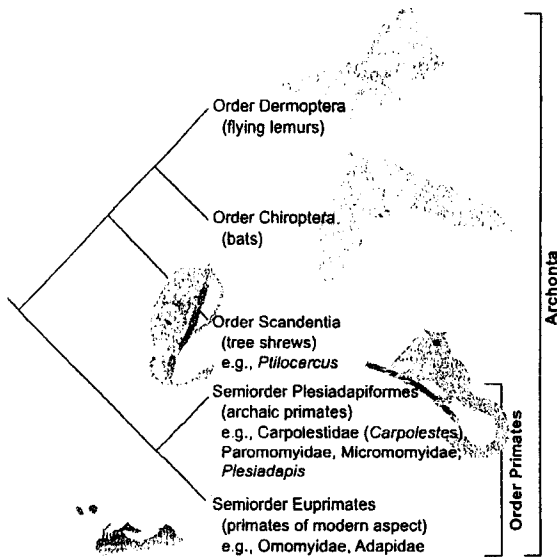 Order Dermoptera
(flying lemurs)
Order Chiroptera
(bats)
Order Scandentia
(tree shrews)
e.g., Ptilocercus
Semiorder Plesiadapiformes
(archaic primates)
e.g., Carpolestidae (Carpolestes)
Paromomyidae, Micromomyidae,
Plesiadapis
Semiorder Euprimates
(primates of modern aspect)
e.g., Omomyidae, Adapidae
Order Primates
Archonta